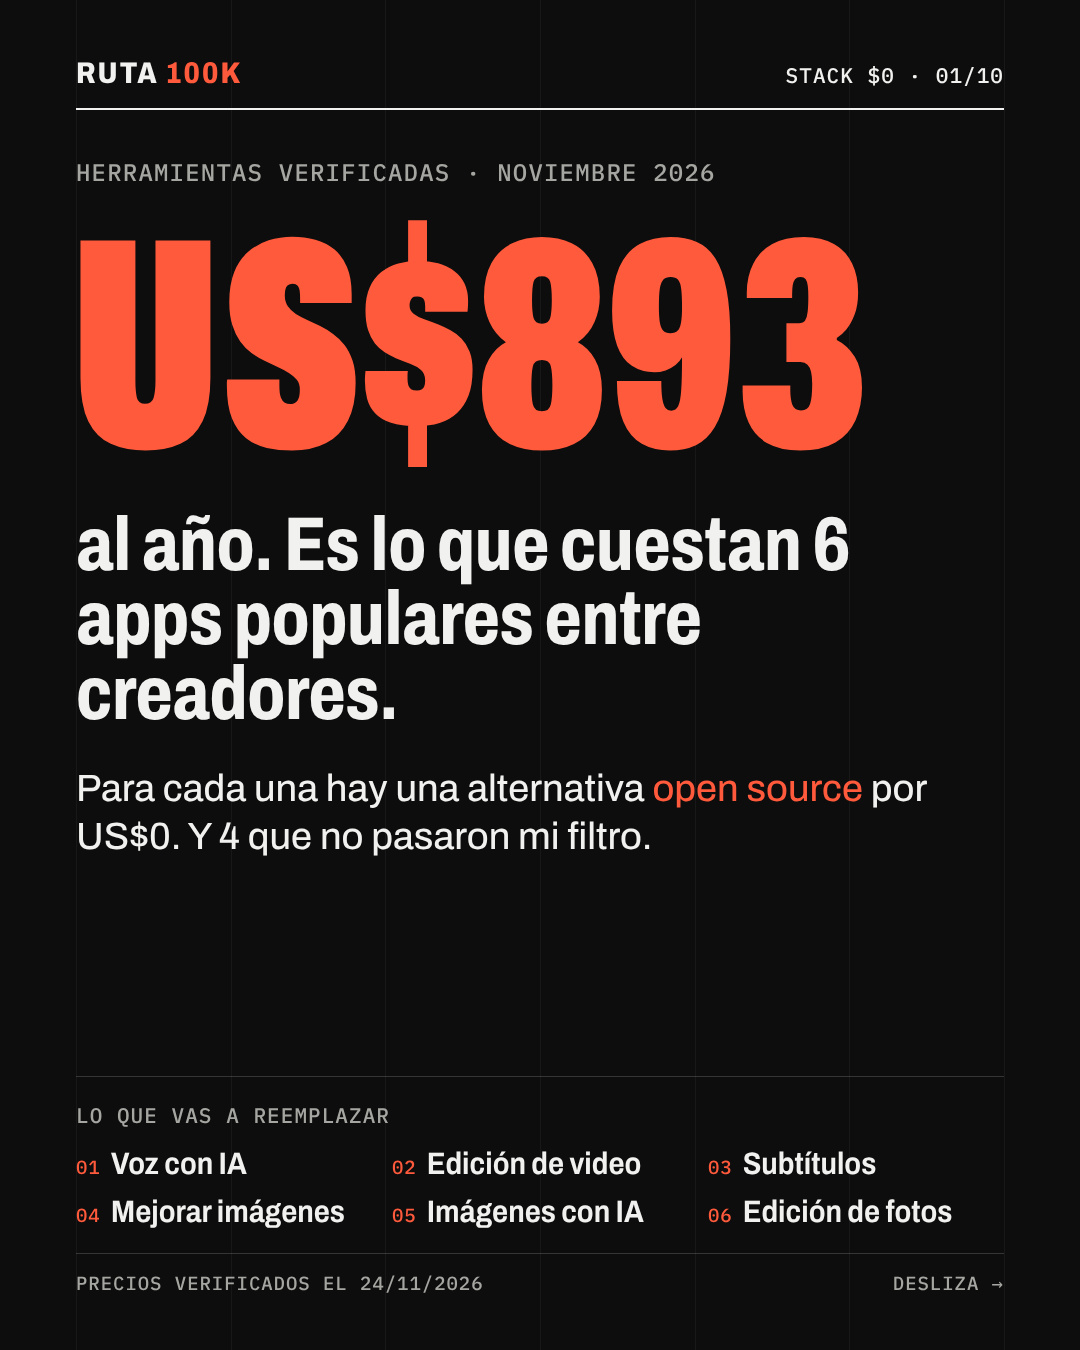 RUTA 100K
STACK $0 · 01/10
HERRAMIENTAS VERIFICADAS · NOVIEMBRE 2026
US$893
al año. Es lo que cuestan 6
apps populares entre
creadores.
Para cada una hay una alternativa open source por
US$0. Y 4 que no pasaron mi filtro.
LO QUE VAS A REEMPLAZAR
01 Voz con IA
02 Edición de video
03 Subtítulos
04 Mejorar imágenes
05 Imágenes con IA
06 Edición de fotos
PRECIOS VERIFICADOS EL 24/11/2026
DESLIZA →